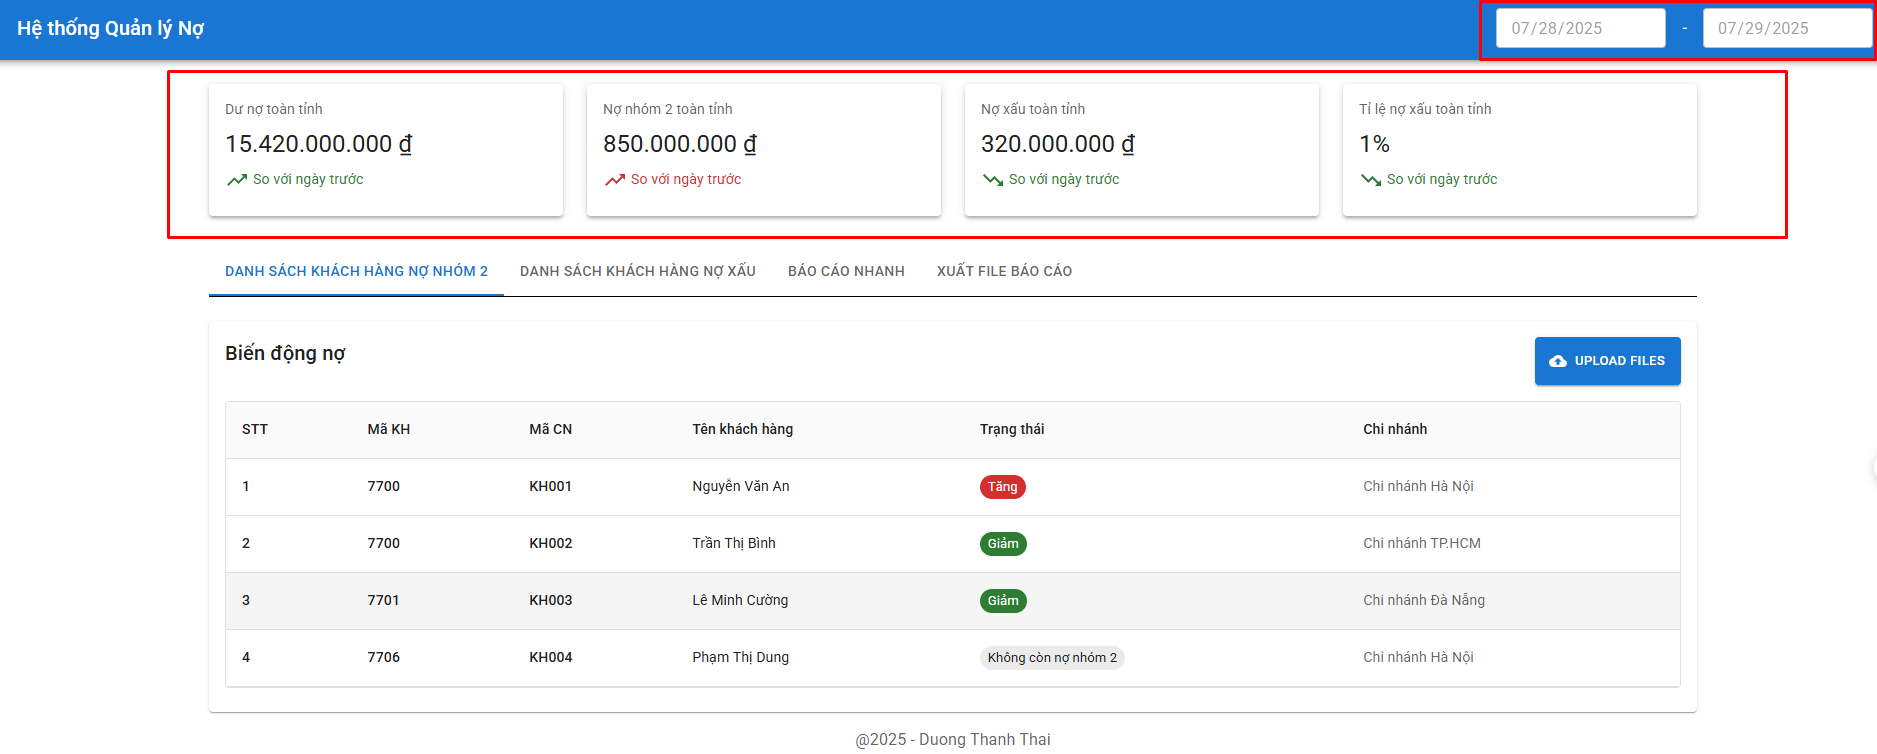 Hệ thống Quản lý Nợ 07/28/2025 - 07/29/2025
Dư nợ toàn tỉnh Nợ nhóm 2 toàn tỉnh Nợ xấu toàn tỉnh Tỉ lệ nợ xấu toàn tỉnh
15.420.000.000 ₫ 850.000.000 ₫ 320.000.000 ₫ 1%
So với ngày trước So với ngày trước So với ngày trước So với ngày trước
DANH SÁCH KHÁCH HÀNG NỢ NHÓM 2 DANH SÁCH KHÁCH HÀNG NỢ XẤU BÁO CÁO NHANH XUẤT FILE BÁO CÁO
Biến động nợ UPLOAD FILES
STT Mã KH Mã CN Tên khách hàng Trạng thái Chi nhánh
1 7700 KH001 Nguyễn Văn An Tăng Chi nhánh Hà Nội
2 7700 KH002 Trần Thị Bình Giảm Chi nhánh TP.HCM
3 7701 KH003 Lê Minh Cường Giảm Chi nhánh Đà Nẵng
4 7706 KH004 Phạm Thị Dung Không còn nợ nhóm 2 Chi nhánh Hà Nội
@2025 - Duong Thanh Thai